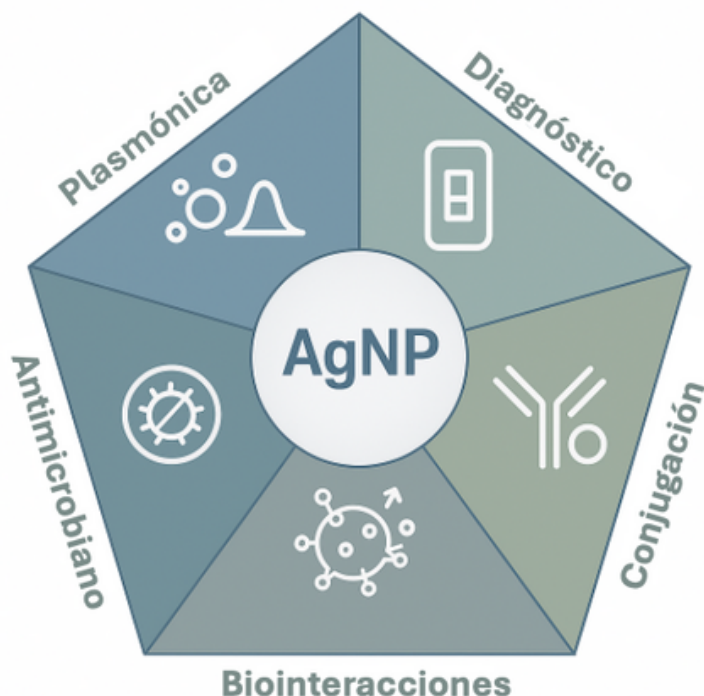 Plasmónica
Diagnóstico
AgNP
Antimicrobiano
Conjugación
Biointeracciones